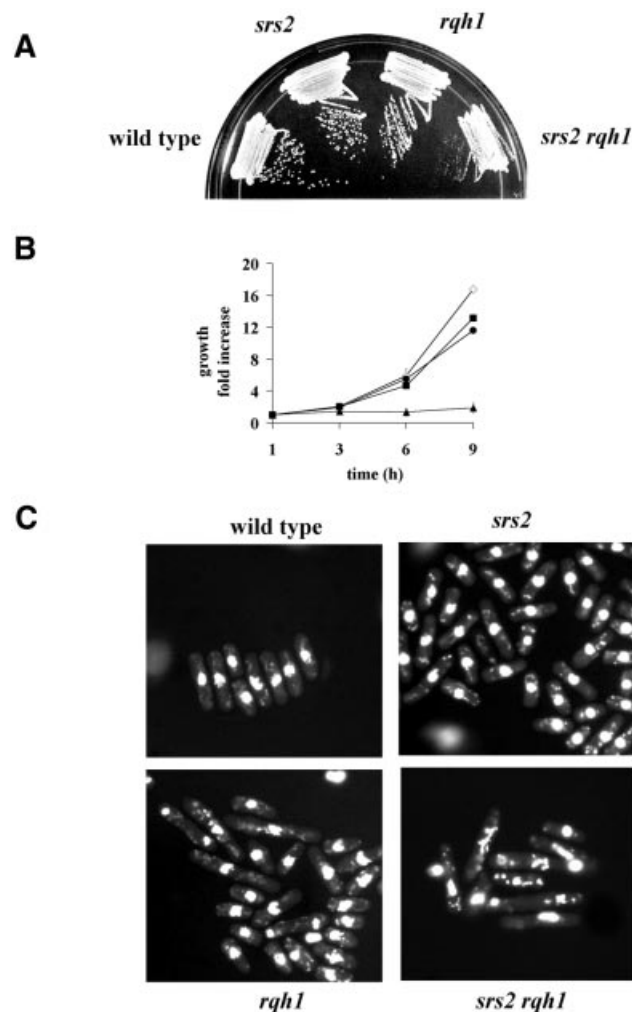 A
srs2
rqh1
wild type
srs2 rqh1
B
20
16
12
8
4
0
growth
fold increase
1 3 6 9
time (h)
C
wild type
srs2
rqh1
srs2 rqh1